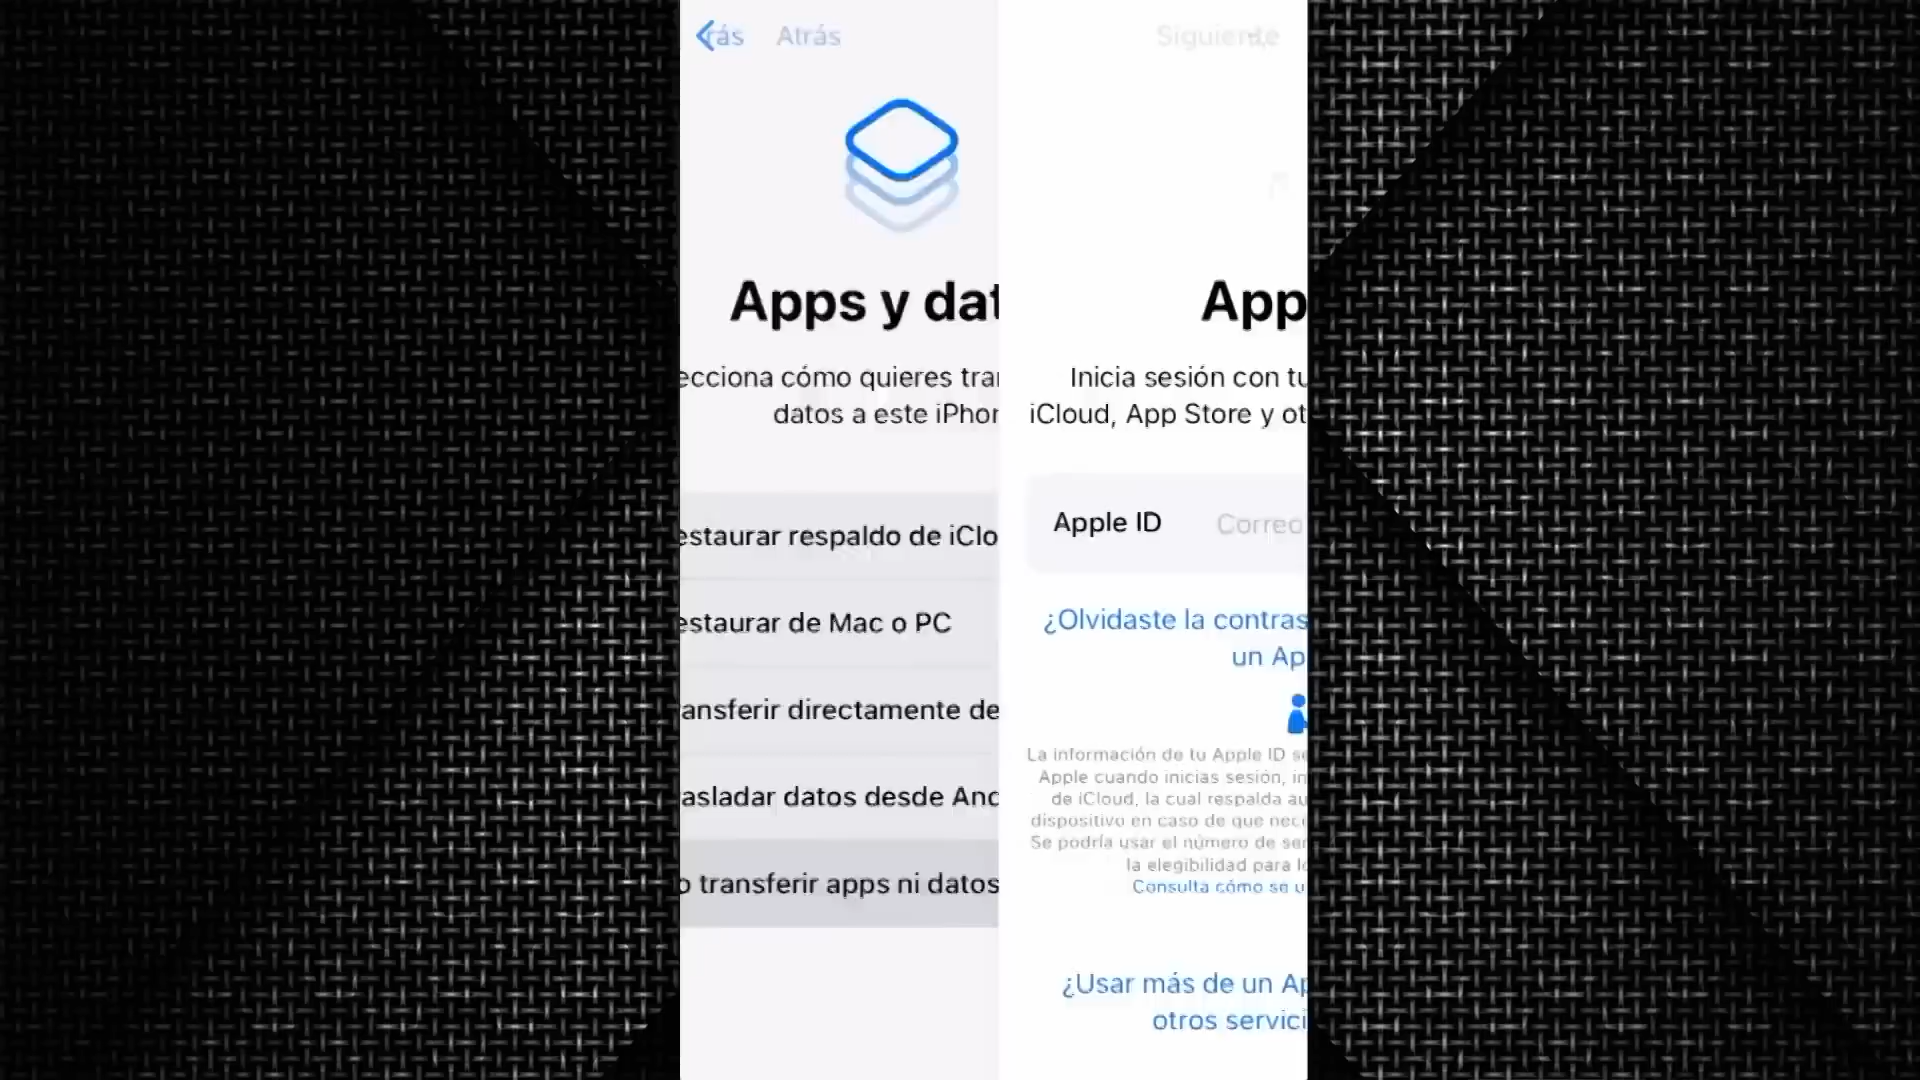 rás Atrás
Apps y dat
ecciona cómo quieres tra
datos a este iPhon
estaurar respaldo de iClo
estaurar de Mac o PC
ansferir directamente de
asladar datos desde And
o transferir apps ni datos
Siguiente
App
Inicia sesión con tu
iCloud, App Store y ot
Apple ID Correo
¿Olvidaste la contras
un Ap
La información de tu Apple ID se
Apple cuando inicias sesión, in
de iCloud, la cual respalda au
dispositivo en caso de que nece
Se podría usar el número de ser
la elegibilidad para lo
Consulta cómo se u
¿Usar más de un Ap
otros servici